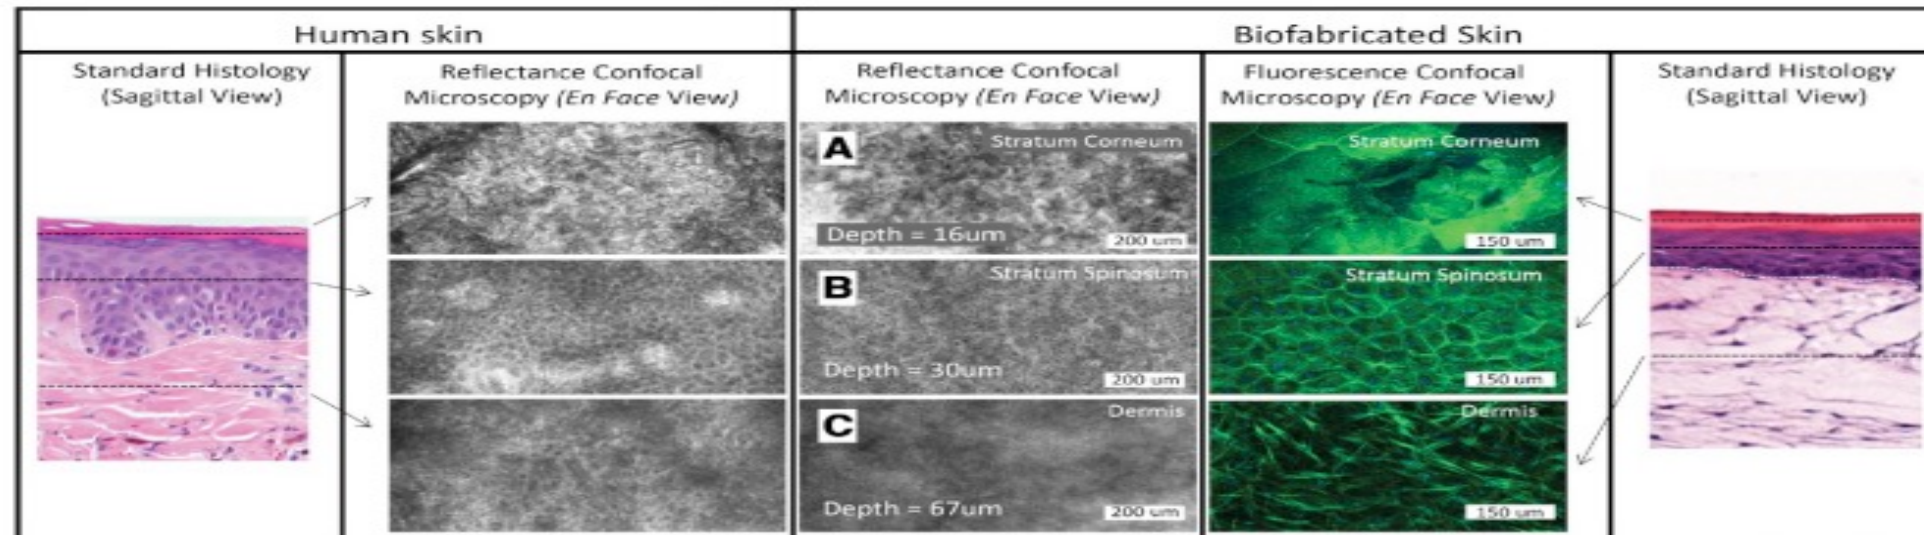 Human skin
Biofabricated Skin
Standard Histology
(Sagittal View)
Reflectance Confocal
Microscopy (En Face View)
Reflectance Confocal
Microscopy (En Face View)
Fluorescence Confocal
Microscopy (En Face View)
Standard Histology
(Sagittal View)
A
Stratum Corneum
Depth = 16um
200 um
Stratum Corneum
150 um
B
Stratum Spinosum
Depth = 30um
200 um
Stratum Spinosum
150 um
C
Dermis
Depth = 67um
200 um
Dermis
150 um